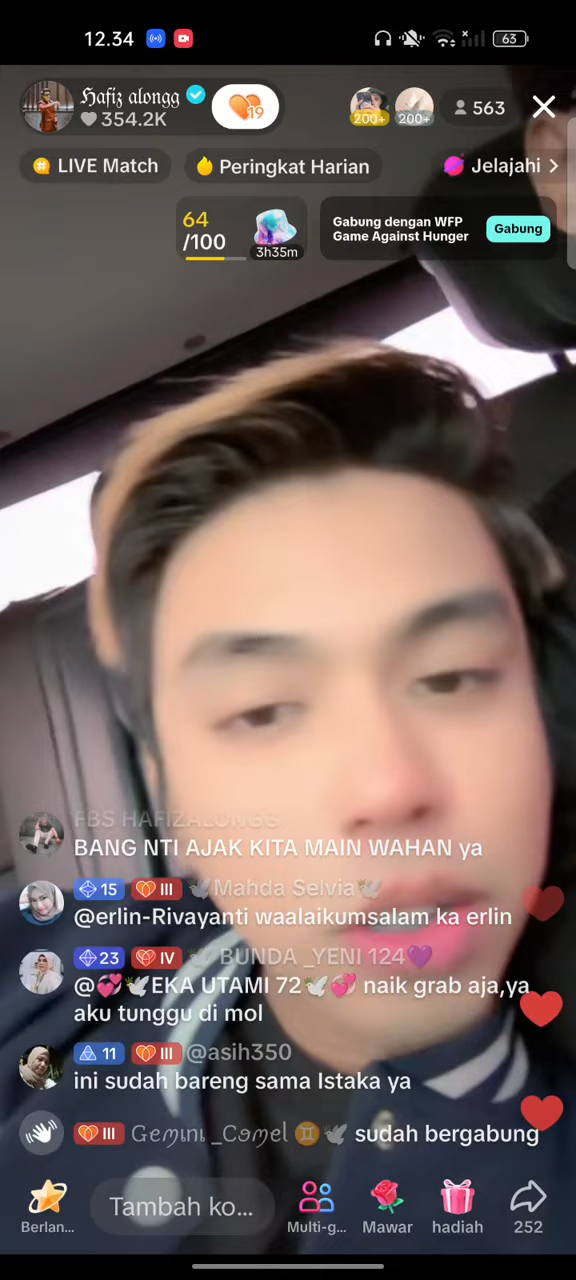 12.34
63
Hafiz alongg
354.2K
19
200+
200+
563
LIVE Match
Peringkat Harian
Jelajahi >
64
/100
3h35m
Gabung dengan WFP
Game Against Hunger
Gabung
FBS HAFIZALONGG
BANG NTI AJAK KITA MAIN WAHAN ya
15 III 🕊Mahda Selvia🕊
@erlin-Rivayanti waalaikumsalam ka erlin
23 IV 🕊 BUNDA _YENI 124💜
@💞🕊EKA UTAMI 72🕊💞 naik grab aja,ya
aku tunggu di mol
11 III @asih350
ini sudah bareng sama Istaka ya
III Gemini _Comel ♊🕊 sudah bergabung
Berlan...
Tambah ko...
Multi-g...
Mawar
hadiah
252